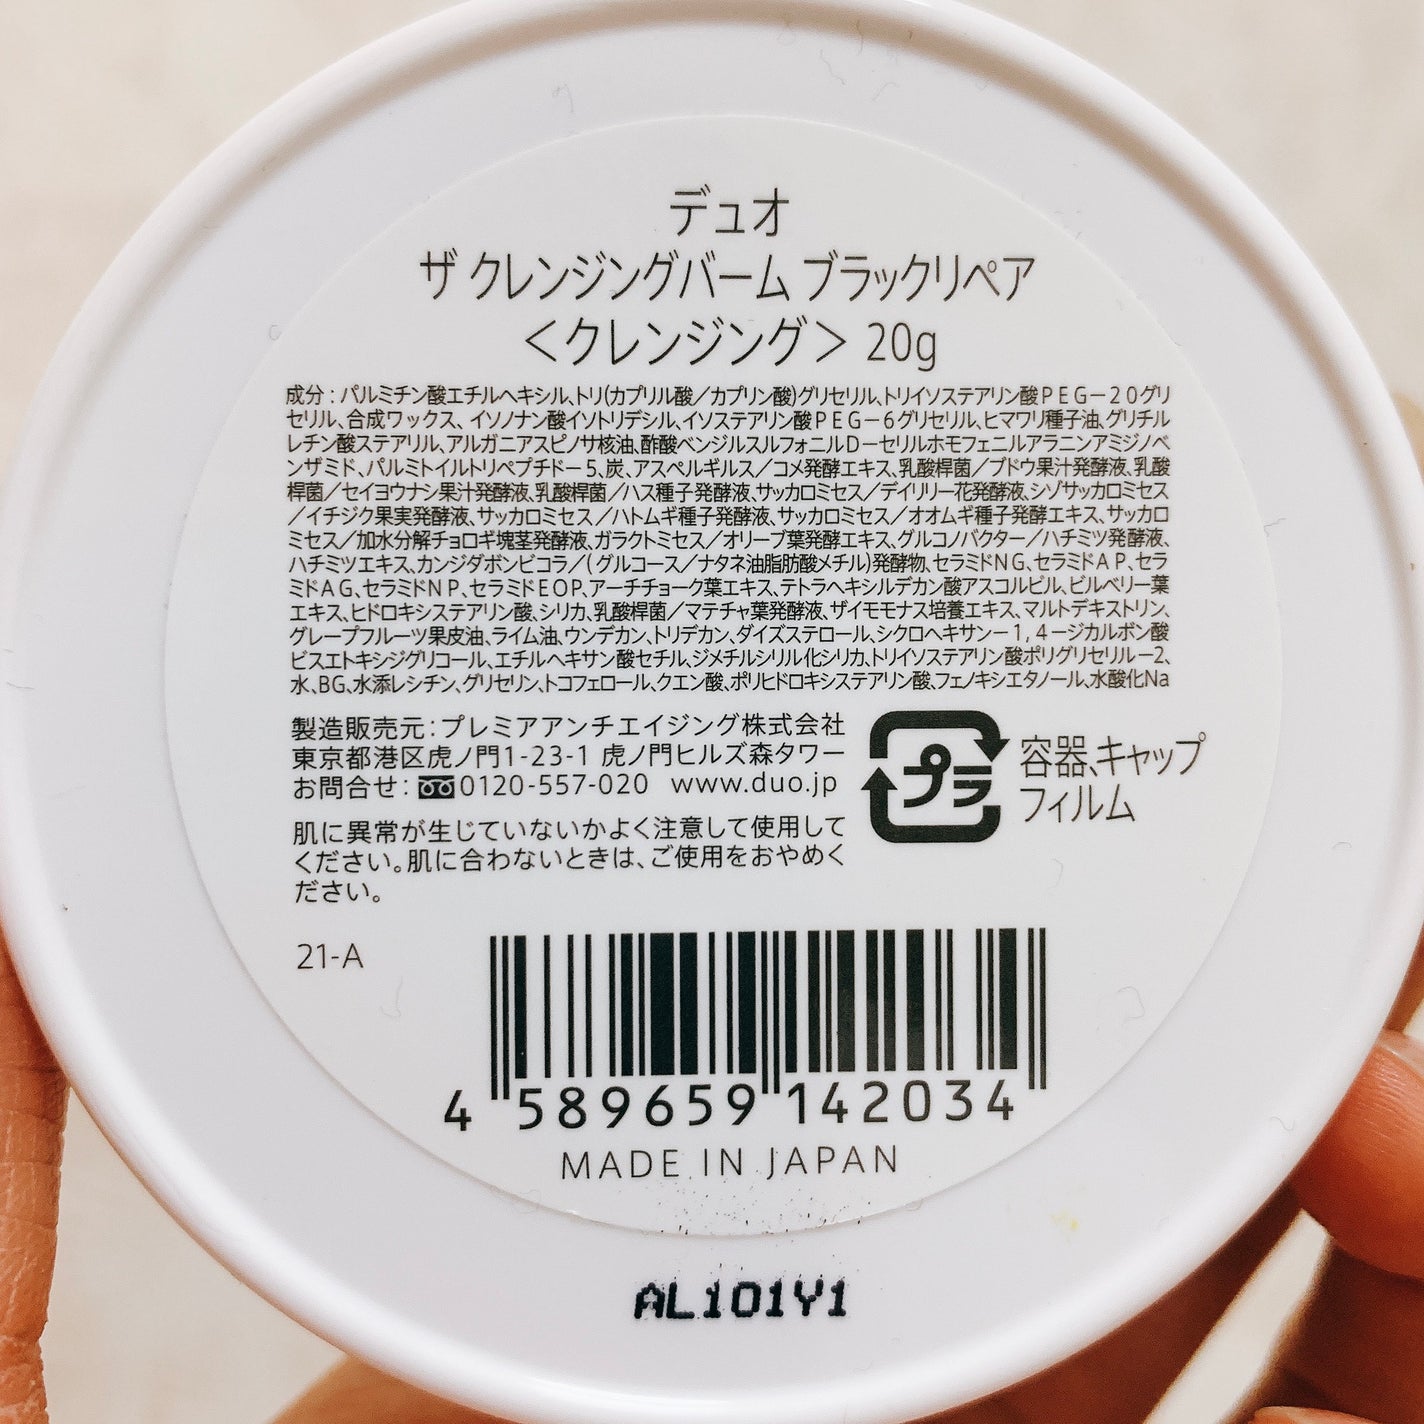 デュオ
ザ クレンジングバーム ブラックリペア
＜クレンジング＞ 20g
成分：パルミチン酸エチルヘキシル、トリ(カプリル酸／カプリン酸)グリセリル、トリイソステアリン酸PEG－20グリ
セリル、合成ワックス、イソノナン酸イソトリデシル、イソステアリン酸PEG－6グリセリル、ヒマワリ種子油、グリチル
レチン酸ステアリル、アルガニアスピノサ核油、酢酸ベンジルスルフォニルD－セリルホモフェニルアラニンアミジノベ
ンザミド、パルミトイルトリペプチド－5、炭、アスペルギルス／コメ発酵エキス、乳酸桿菌／ブドウ果汁発酵液、乳酸
桿菌／セイヨウナシ果汁発酵液、乳酸桿菌／ハス種子発酵液、サッカロミセス／デイリリー花発酵液、シゾサッカロミセス
／イチジク果実発酵液、サッカロミセス／ハトムギ種子発酵液、サッカロミセス／オオムギ種子発酵エキス、サッカロ
ミセス／加水分解チョロギ塊茎発酵液、ガラクトミセス／オリーブ葉発酵エキス、グルコノバクター／ハチミツ発酵液、
ハチミツエキス、カンジダボンビコラ／(グルコース／ナタネ油脂肪酸メチル)発酵物、セラミドNG、セラミドAP、セラ
ミドAG、セラミドNP、セラミドEOP、アーチチョーク葉エキス、テトラヘキシルデカン酸アスコルビル、ビルベリー葉
エキス、ヒドロキシステアリン酸、シリカ、乳酸桿菌／マテチャ葉発酵液、ザイモモナス培養エキス、マルトデキストリン、
グレープフルーツ果皮油、ライム油、ウンデカン、トリデカン、ダイズステロール、シクロヘキサン－1,4－ジカルボン酸
ビスエトキシジグリコール、エチルヘキサン酸セチル、ジメチルシリル化シリカ、トリイソステアリン酸ポリグリセリル－2、
水、BG、水添レシチン、グリセリン、トコフェロール、クエン酸、ポリヒドロキシステアリン酸、フェノキシエタノール、水酸化Na
製造販売元：プレミアアンチエイジング株式会社
東京都港区虎ノ門1-23-1 虎ノ門ヒルズ森タワー
お問合せ：0120-557-020 www.duo.jp
プラ
容器、キャップ
フィルム
肌に異常が生じていないかよく注意して使用して
ください。肌に合わないときは、ご使用をおやめく
ださい。
21-A
4 589659 142034
MADE IN JAPAN
AL101Y1